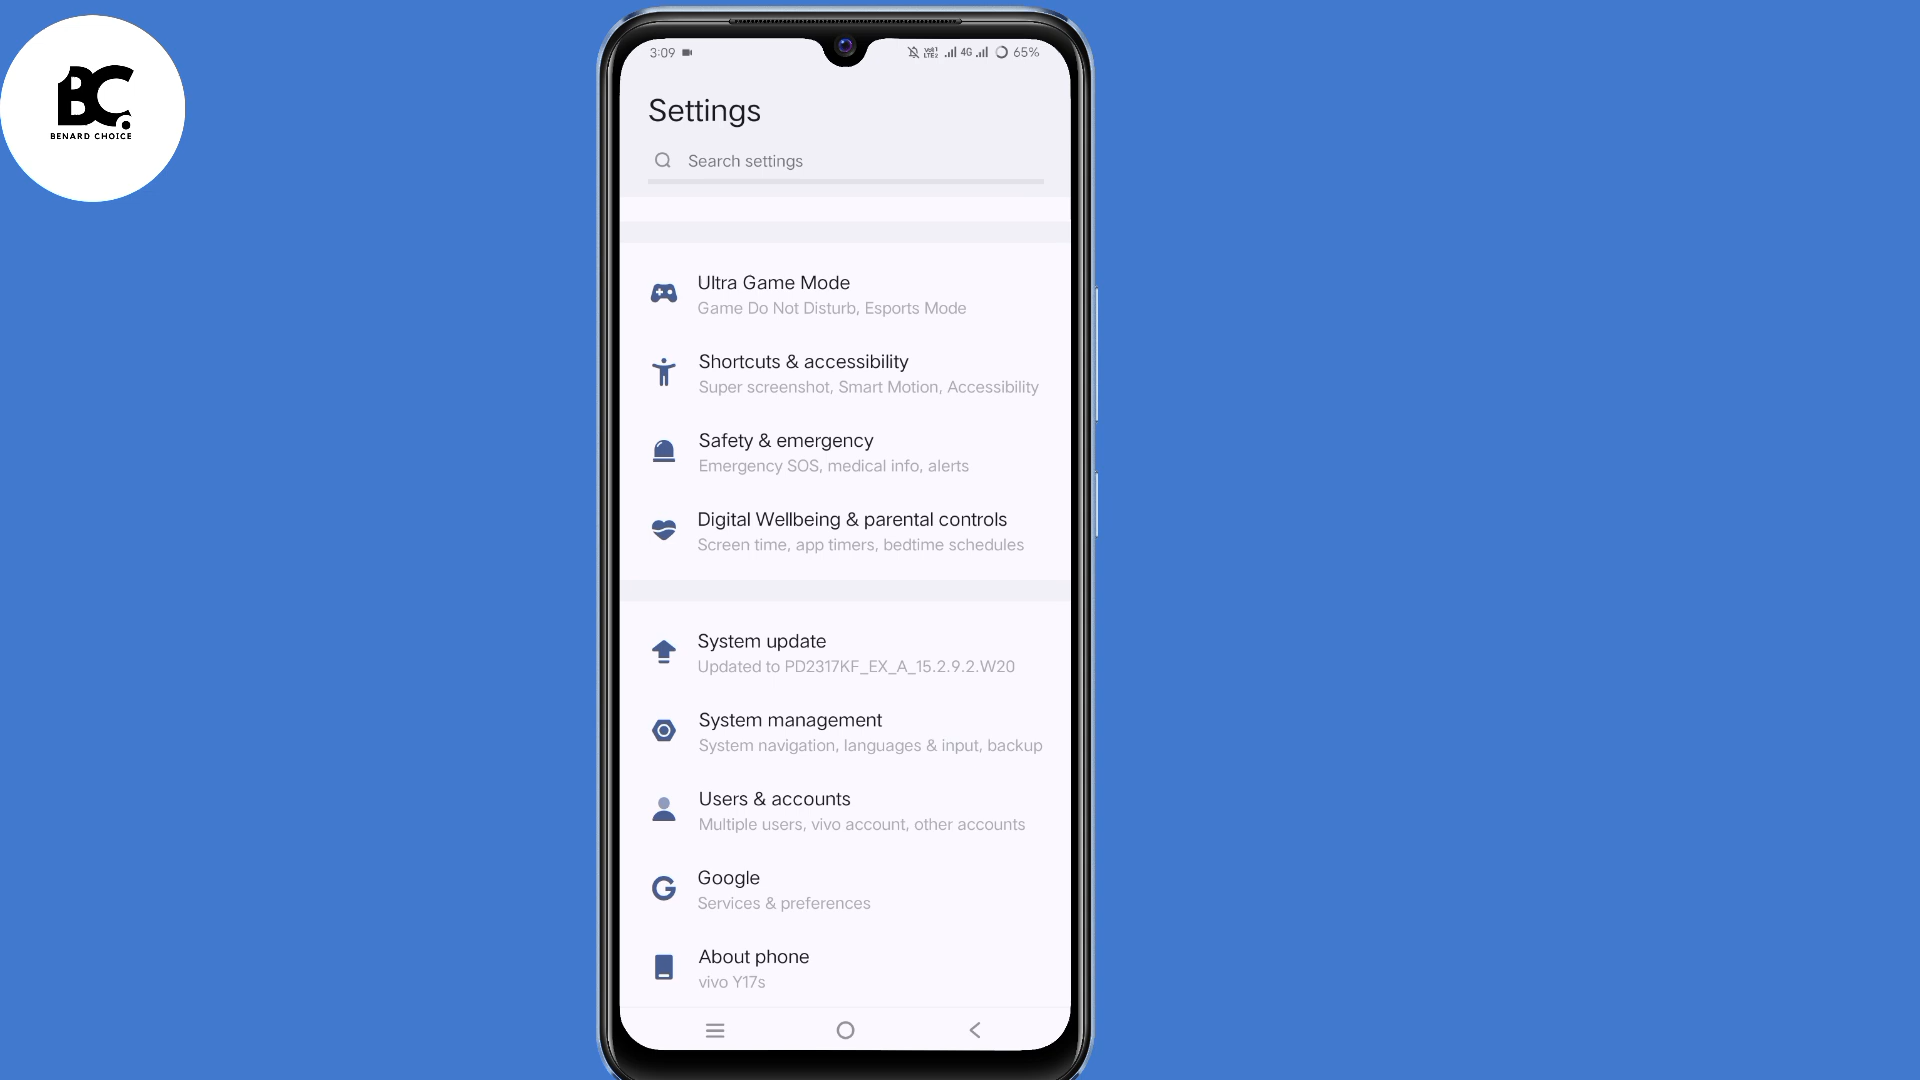 BC.
BENARD CHOICE
3:09
VoI1 LTE2 4G 65%
Settings
Search settings
Ultra Game Mode
Game Do Not Disturb, Esports Mode
Shortcuts & accessibility
Super screenshot, Smart Motion, Accessibility
Safety & emergency
Emergency SOS, medical info, alerts
Digital Wellbeing & parental controls
Screen time, app timers, bedtime schedules
System update
Updated to PD2317KF_EX_A_15.2.9.2.W20
System management
System navigation, languages & input, backup
Users & accounts
Multiple users, vivo account, other accounts
Google
Services & preferences
About phone
vivo Y17s